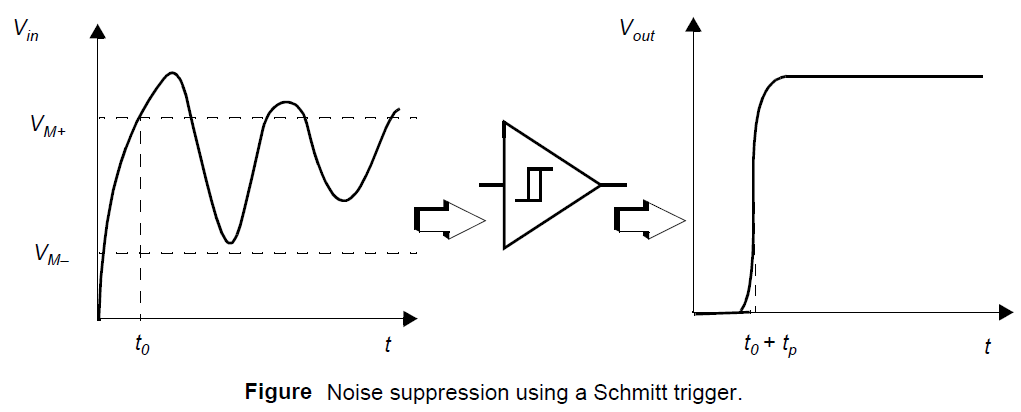 V_in
V_out
V_M+
V_M–
t_0
t
t_0 + t_p
t
Figure Noise suppression using a Schmitt trigger.